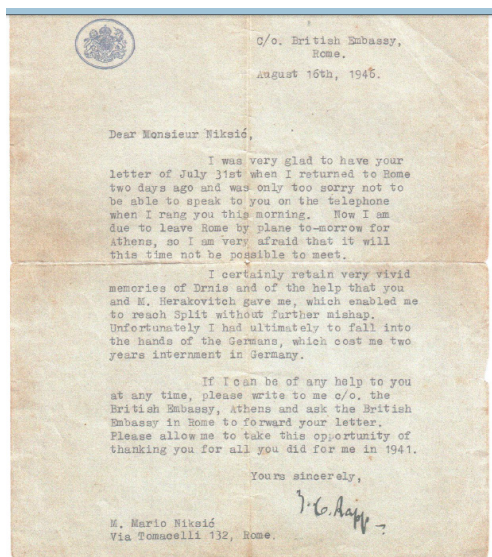 C/o. British Embassy,
Rome.
August 16th, 1946.
Dear Monsieur Niksić,
I was very glad to have your
letter of July 31st when I returned to Rome
two days ago and was only too sorry not to
be able to speak to you on the telephone
when I rang you this morning. Now I am
due to leave Rome by plane to-morrow for
Athens, so I am very afraid that it will
this time not be possible to meet.
I certainly retain very vivid
memories of Drnis and of the help that you
and M. Herakovitch gave me, which enabled me
to reach Split without further mishap.
Unfortunately I had ultimately to fall into
the hands of the Germans, which cost me two
years internment in Germany.
If I can be of any help to you
at any time, please write to me c/o. the
British Embassy, Athens and ask the British
Embassy in Rome to forward your letter.
Please allow me to take this opportunity of
thanking you for all you did for me in 1941.
Yours sincerely,
M. Mario Niksić
Via Tomacelli 132, Rome.